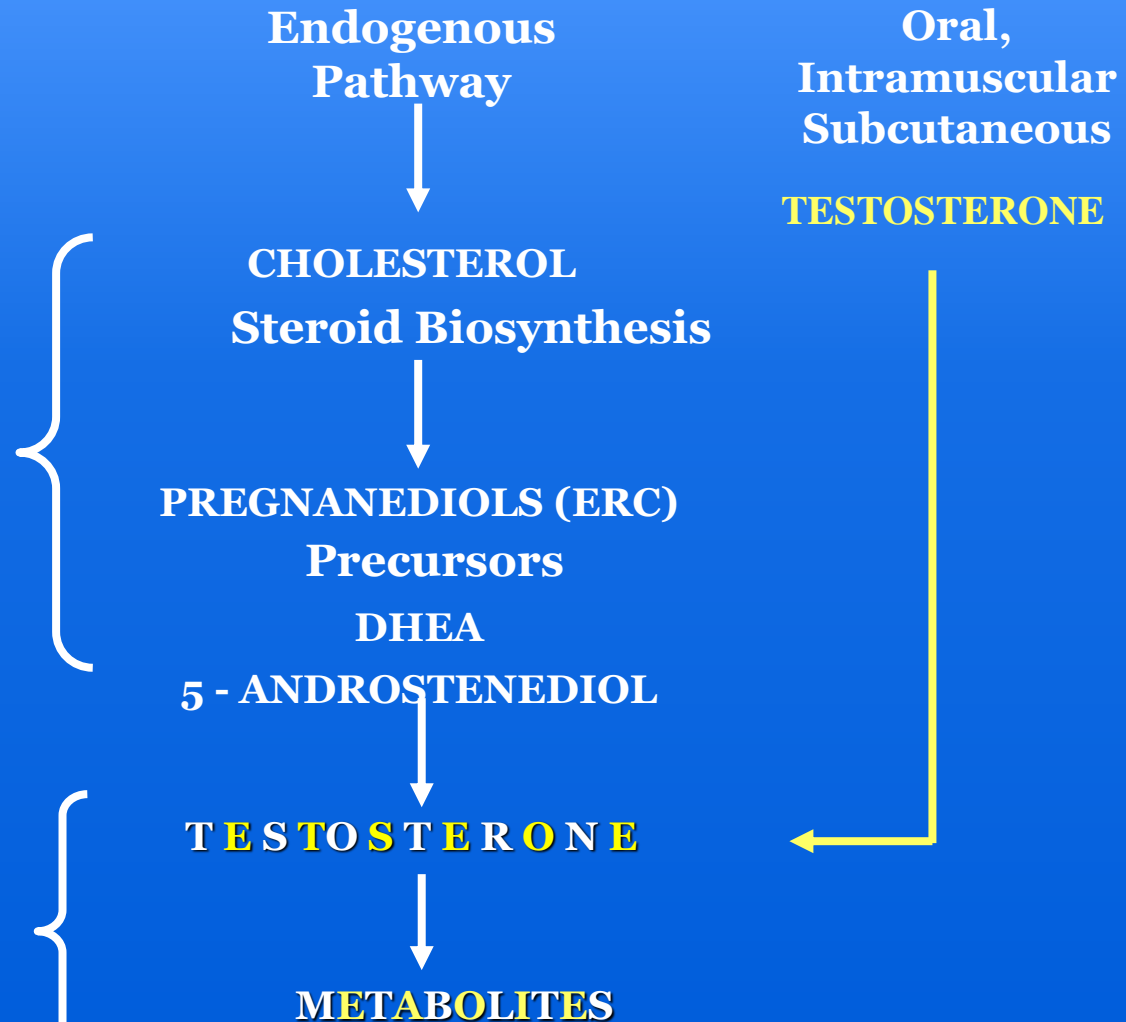 Endogenous
Pathway
Oral,
Intramuscular
Subcutaneous
TESTOSTERONE
CHOLESTEROL
Steroid Biosynthesis
PREGNANEDIOLS (ERC)
Precursors
DHEA
5 - ANDROSTENEDIOL
T E S T O S T E R O N E
METABOLITES